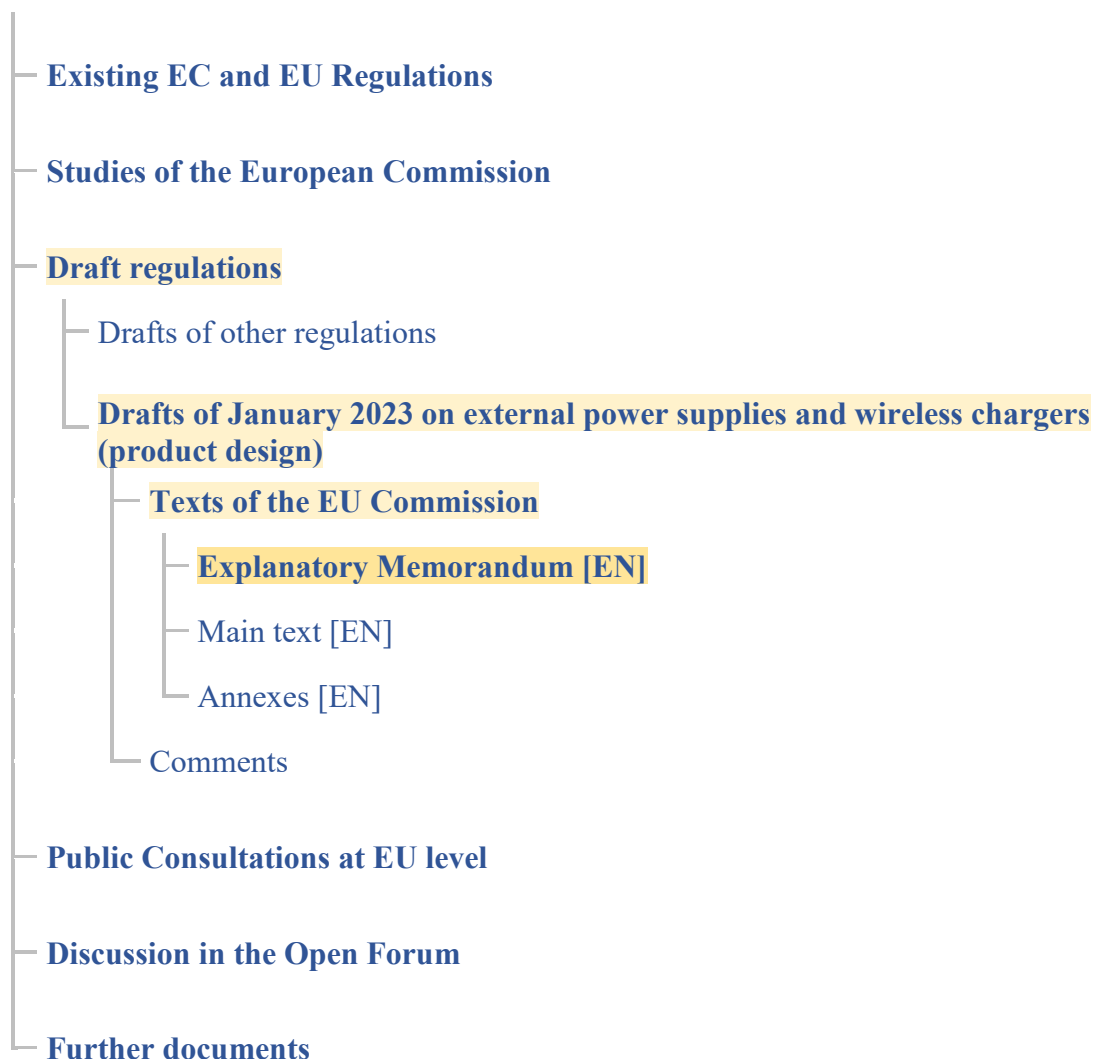 Existing EC and EU Regulations
Studies of the European Commission
Draft regulations
Drafts of other regulations
Drafts of January 2023 on external power supplies and wireless chargers
(product design)
Texts of the EU Commission
Explanatory Memorandum [EN]
Main text [EN]
Annexes [EN]
Comments
Public Consultations at EU level
Discussion in the Open Forum
Further documents